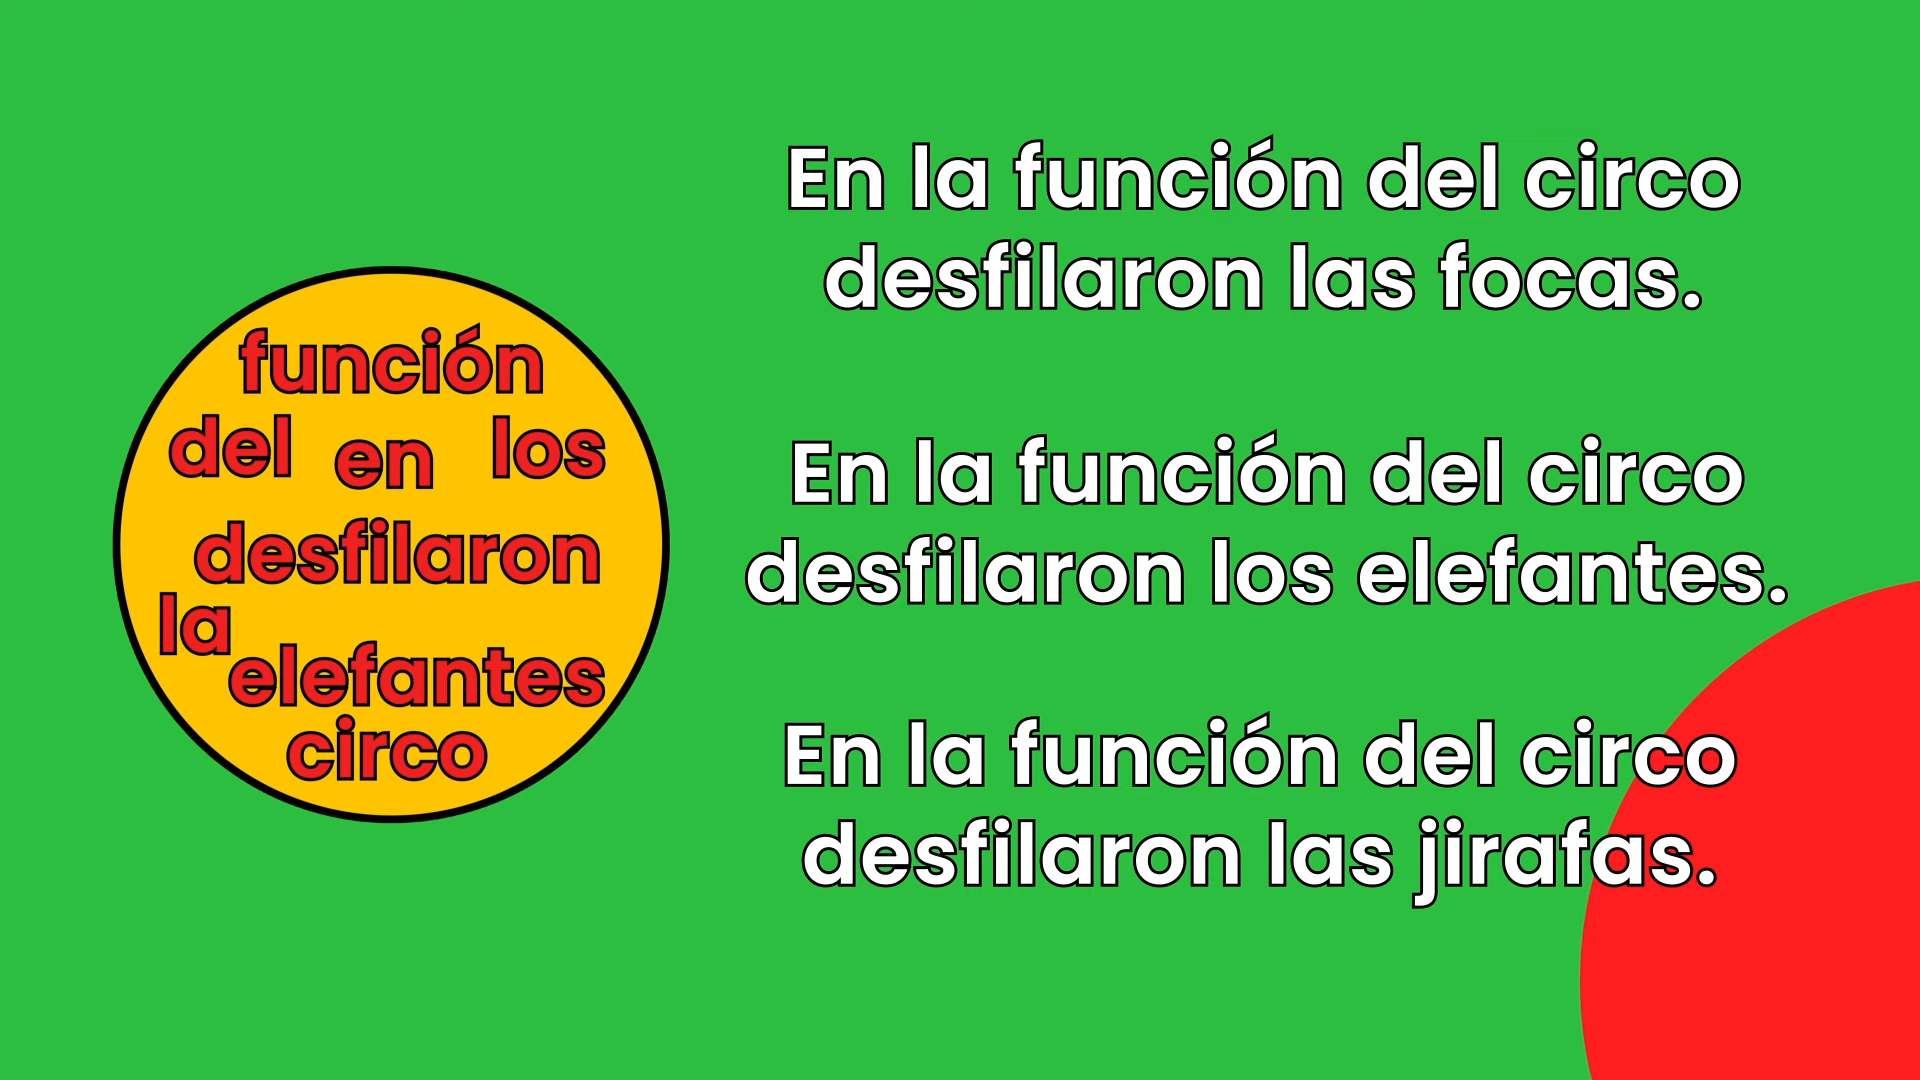 función
del en los
desfilaron
la
elefantes
circo
En la función del circo
desfilaron las focas.
En la función del circo
desfilaron los elefantes.
En la función del circo
desfilaron las jirafas.